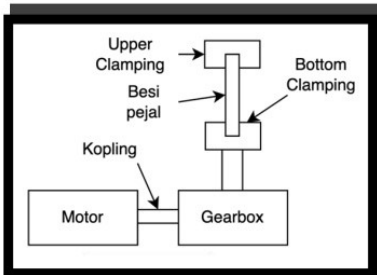 Upper
Clamping
Bottom
Clamping
Besi
pejal
Kopling
Motor
Gearbox